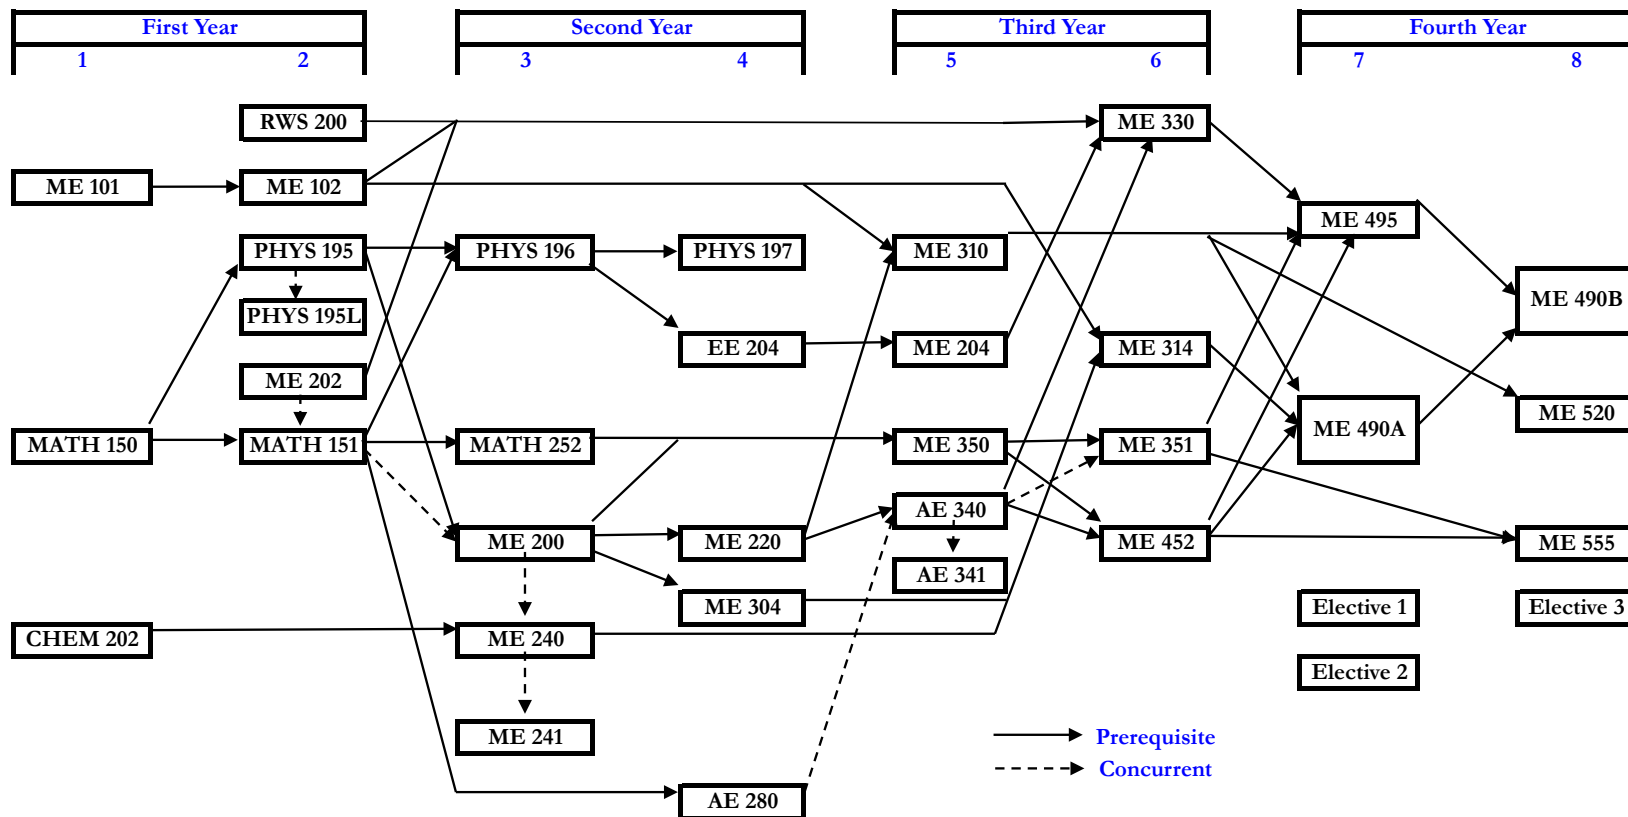 First Year
Second Year
Third Year
Fourth Year
1
2
3
4
5
6
7
8
RWS 200
ME 330
ME 101
ME 102
ME 495
PHYS 195
PHYS 196
PHYS 197
ME 310
ME 490B
PHYS 195L
EE 204
ME 204
ME 314
ME 202
ME 520
MATH 150
MATH 151
MATH 252
ME 350
ME 351
ME 490A
AE 340
ME 200
ME 220
ME 452
ME 555
AE 341
ME 304
Elective 1
Elective 3
CHEM 202
ME 240
Elective 2
ME 241
Prerequisite
Concurrent
AE 280